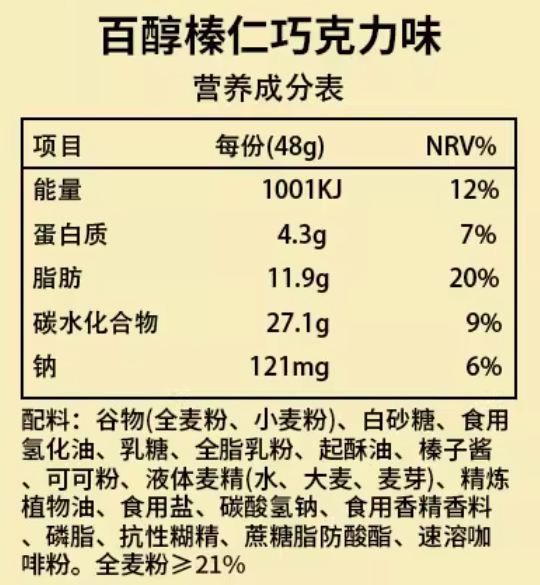 百醇榛仁巧克力味
营养成分表
项目 每份(48g) NRV%
能量 1001KJ 12%
蛋白质 4.3g 7%
脂肪 11.9g 20%
碳水化合物 27.1g 9%
钠 121mg 6%
配料：谷物(全麦粉、小麦粉)、白砂糖、食用
氢化油、乳糖、全脂乳粉、起酥油、榛子酱
、可可粉、液体麦精(水、大麦、麦芽)、精炼
植物油、食用盐、碳酸氢钠、食用香精香料
、磷脂、抗性糊精、蔗糖脂防酸酯、速溶咖
啡粉。全麦粉≥21%